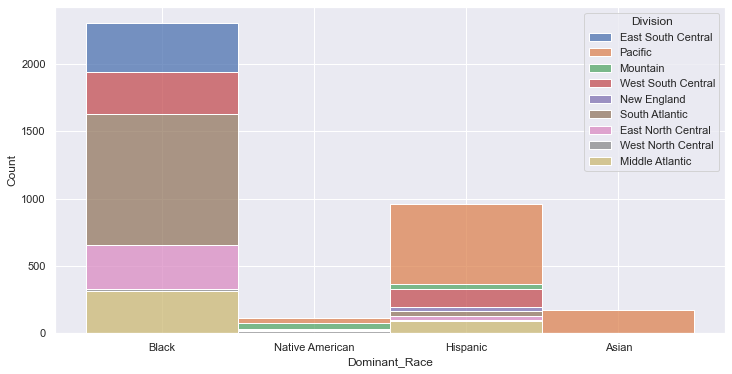 Division
East South Central
Pacific
Mountain
West South Central
New England
South Atlantic
East North Central
West North Central
Middle Atlantic
Count
2000
1500
1000
500
0
Black
Native American
Hispanic
Asian
Dominant_Race